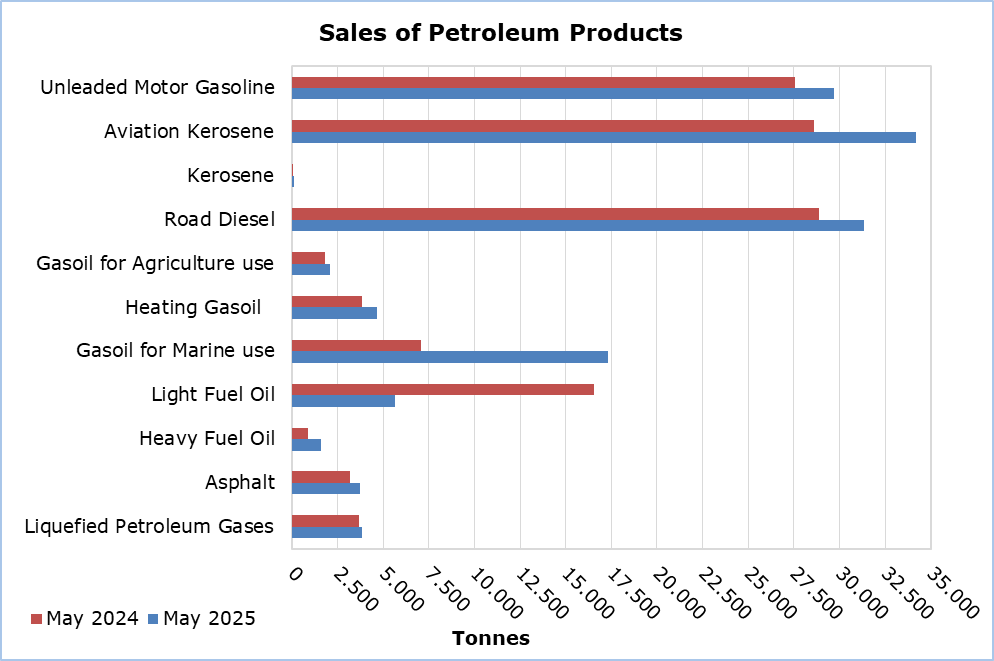 Sales of Petroleum Products
Unleaded Motor Gasoline
Aviation Kerosene
Kerosene
Road Diesel
Gasoil for Agriculture use
Heating Gasoil
Gasoil for Marine use
Light Fuel Oil
Heavy Fuel Oil
Asphalt
Liquefied Petroleum Gases
0 2.500 5.000 7.500 10.000 12.500 15.000 17.500 20.000 22.500 25.000 27.500 30.000 32.500 35.000
May 2024 May 2025
Tonnes